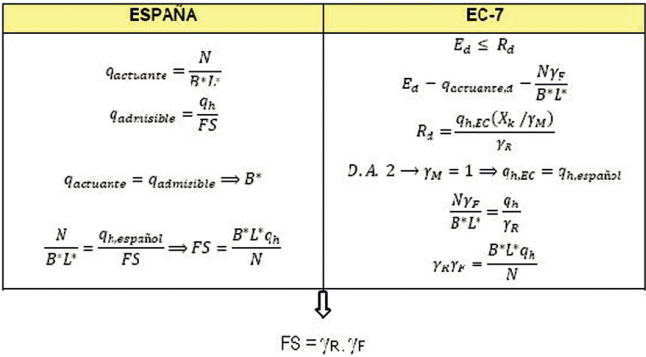 ESPAÑA
q_actuante = N / B*L*
q_admisible = q_h / FS
q_actuante = q_admisible ⟹ B*
N / B*L* = q_h,español / FS ⟹ FS = B*L*q_h / N
EC-7
E_d ≤ R_d
E_d − q_actuante,d − Nγ_F / B*L*
R_d = q_h,EC(X_k /γ_M) / γ_R
D.A. 2 → γ_M = 1 ⟹ q_h,EC = q_h,español
Nγ_F / B*L* = q_h / γ_R
γ_Rγ_F = B*L*q_h / N
FS = γ_R . γ_F